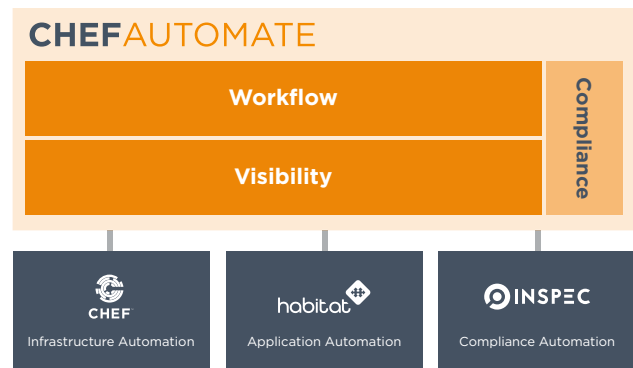 CHEFAUTOMATE
Workflow
Compliance
Visibility
CHEF
Infrastructure Automation
habitat
Application Automation
INSPEC
Compliance Automation